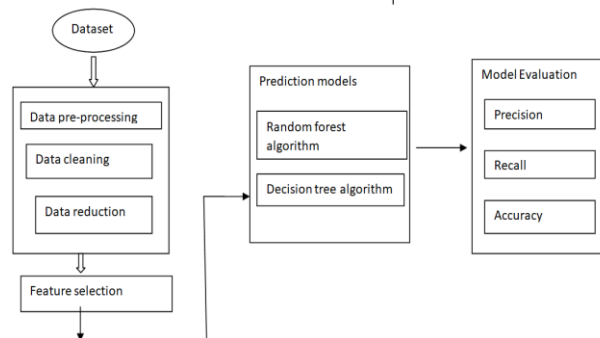 Dataset
Data pre-processing
Data cleaning
Data reduction
Feature selection
Prediction models
Random forest
algorithm
Decision tree algorithm
Model Evaluation
Precision
Recall
Accuracy